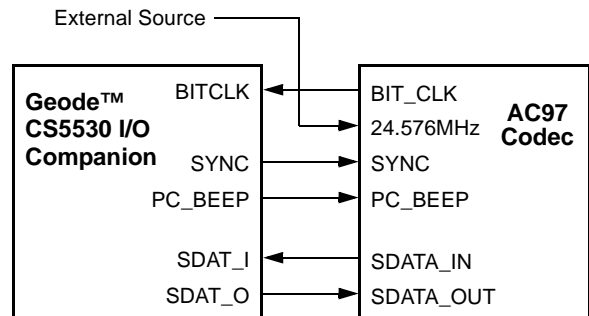 External Source
Geode™
CS5530 I/O
Companion
BITCLK
SYNC
PC_BEEP
SDAT_I
SDAT_O
BIT_CLK
24.576MHz
SYNC
PC_BEEP
SDATA_IN
SDATA_OUT
AC97
Codec